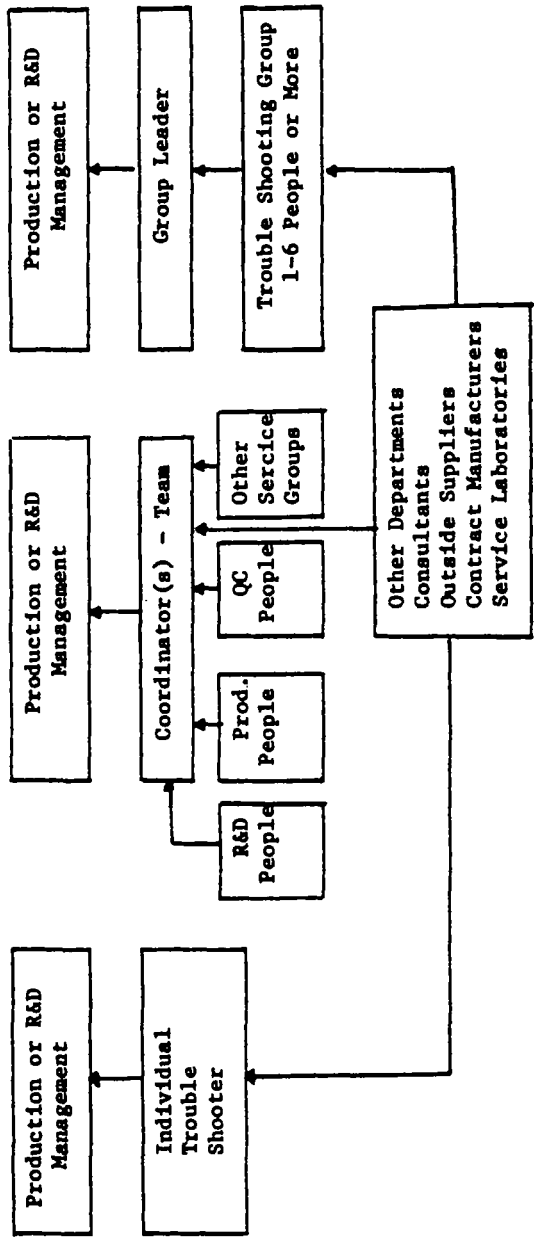 Production or R&D
Management
Production or R&D
Management
Production or R&D
Management
Individual
Trouble
Shooter
Coordinator(s) - Team
Group Leader
R&D
People
Prod.
People
QC
People
Other
Sercice
Groups
Trouble Shooting Group
1-6 People or More
Other Departments
Consultants
Outside Suppliers
Contract Manufacturers
Service Laboratories